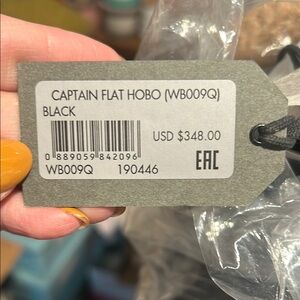 CAPTAIN FLAT HOBO (WB009Q)
BLACK
USD $348.00
0 889059 842096
EAC
WB009Q 190446